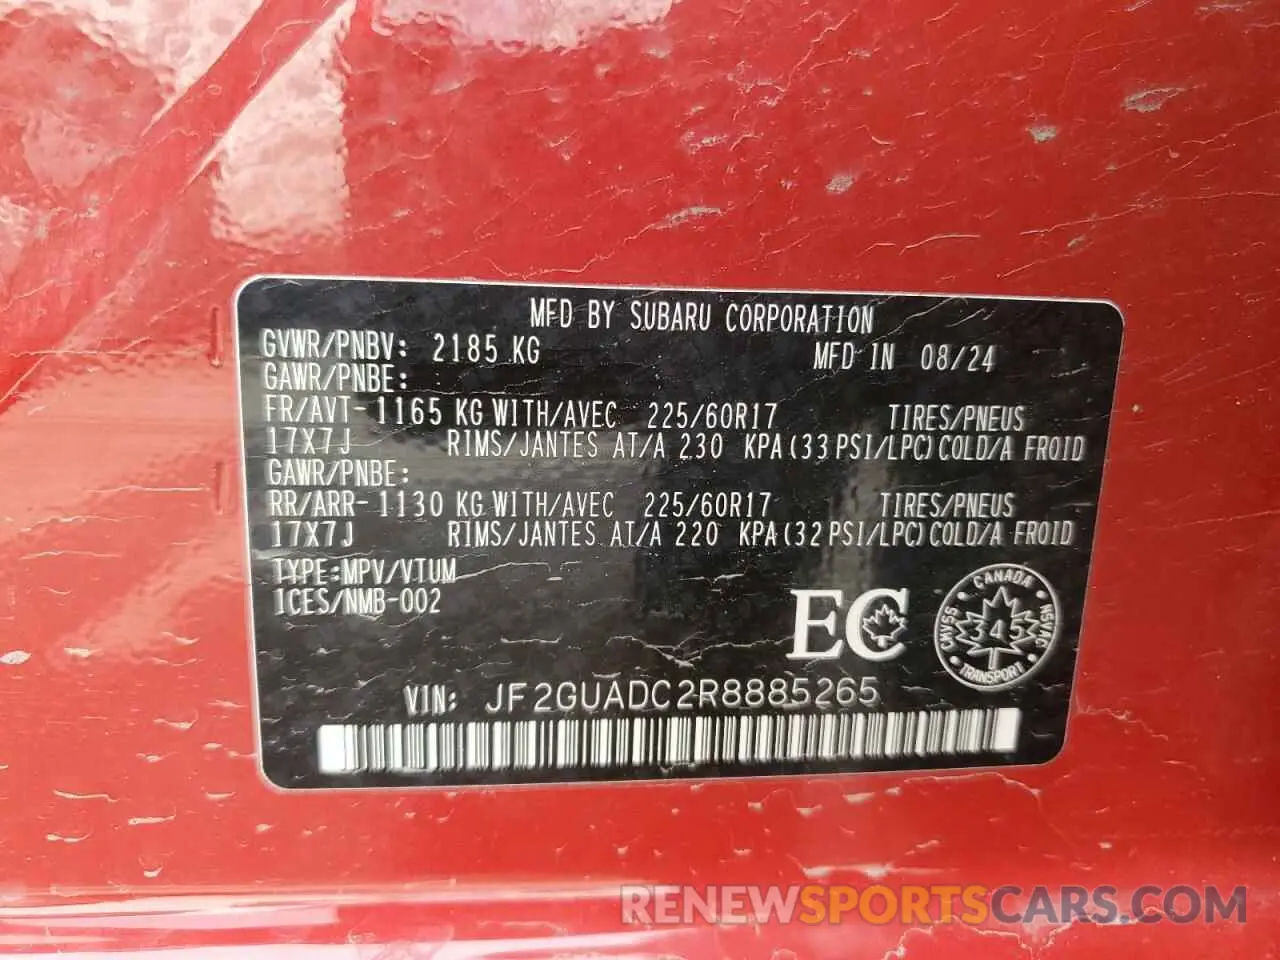 MFD BY SUBARU CORPORATION
GVWR/PNBV: 2185 KG MFD IN 08/24
GAWR/PNBE:
FR/AVT-1165 KG WITH/AVEC 225/60R17 TIRES/PNEUS
17X7J RIMS/JANTES AT/A 230 KPA(33 PSI/LPC) COLD/A FROID
GAWR/PNBE:
RR/ARR-1130 KG WITH/AVEC 225/60R17 TIRES/PNEUS
17X7J RIMS/JANTES AT/A 220 KPA(32 PSI/LPC) COLD/A FROID
TYPE:MPV/VTUM
ICES/NMB-002
EC
CANADA
SSVMC NSVAC
345
TRANSPORT
VIN: JF2GUADC2R8885265
RENEWSPORTSCARS.COM